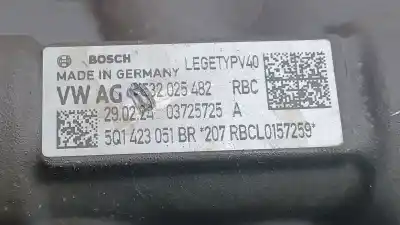 BOSCH LEGETYPV40
MADE IN GERMANY
VW AG 32 025 482 RBC
29.02.24 03725725 A
5Q1 423 051 BR *207 RBCL0157259*